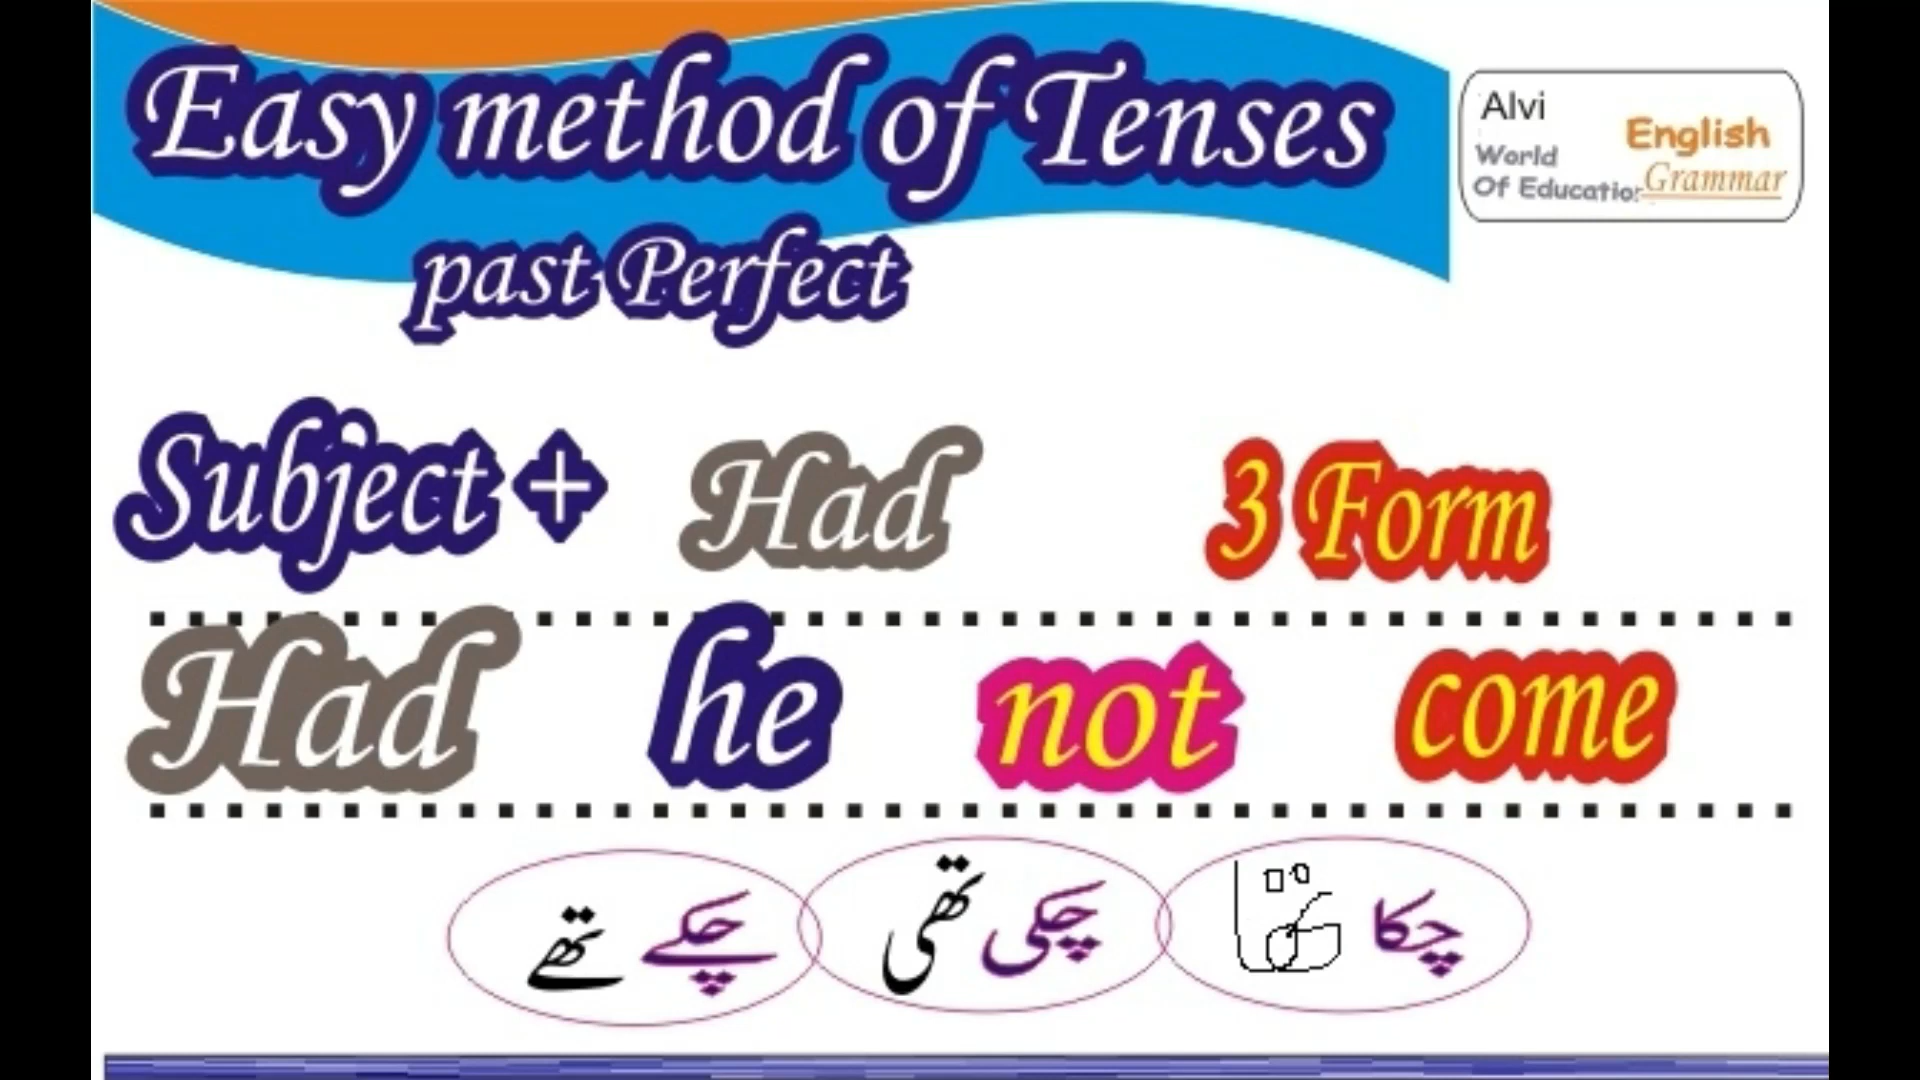 Easy method of Tenses
past Perfect
Alvi
World
Of Education
English
Grammar
Subject + Had 3 Form
Had he not come
چکا تھا چکی تھی چکے تھے